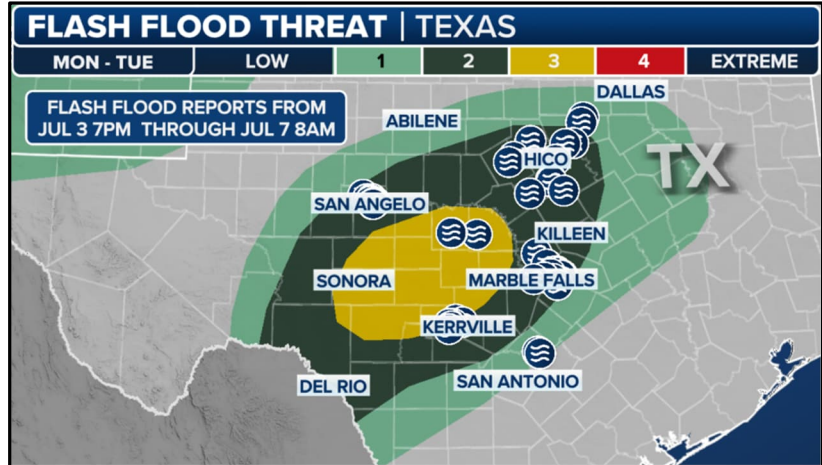 FLASH FLOOD THREAT | TEXAS
MON - TUE LOW 1 2 3 4 EXTREME
FLASH FLOOD REPORTS FROM
JUL 3 7PM THROUGH JUL 7 8AM
DALLAS
ABILENE
HICO
TX
SAN ANGELO
KILLEEN
SONORA
MARBLE FALLS
KERRVILLE
DEL RIO
SAN ANTONIO